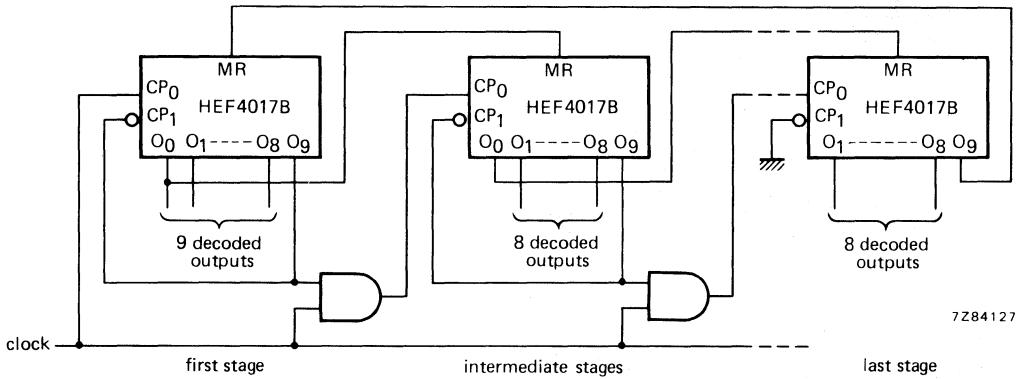 MR
CP0
HEF4017B
CP1
O0 O1 ---- O8 O9
9 decoded
outputs
MR
CP0
HEF4017B
CP1
O0 O1 ---- O8 O9
8 decoded
outputs
MR
CP0
HEF4017B
CP1
O1 -------- O8 O9
8 decoded
outputs
7Z84127
clock
first stage
intermediate stages
last stage